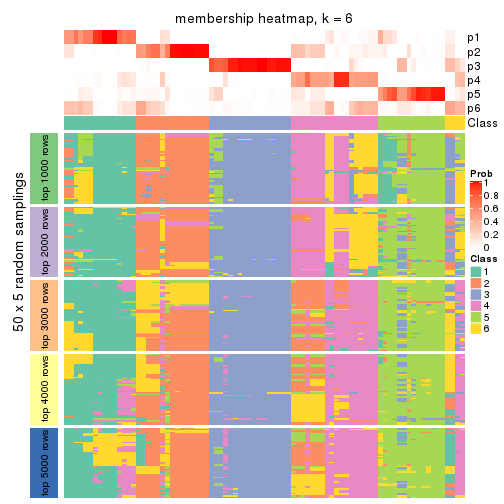 membership heatmap, k = 6
p1
p2
p3
p4
p5
p6
Class
50 x 5 random samplings
top 1000 rows
top 2000 rows
top 3000 rows
top 4000 rows
top 5000 rows
Prob
1
0.8
0.6
0.4
0.2
0
Class
1
2
3
4
5
6